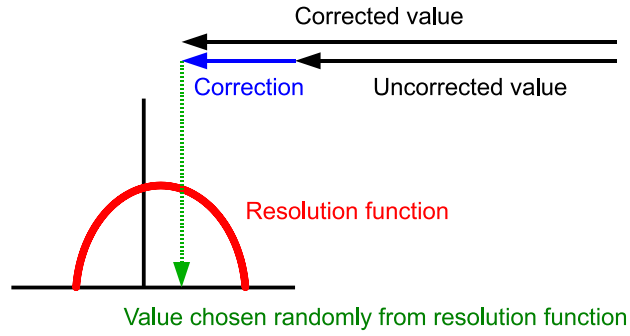 Corrected value
Correction
Uncorrected value
Resolution function
Value chosen randomly from resolution function